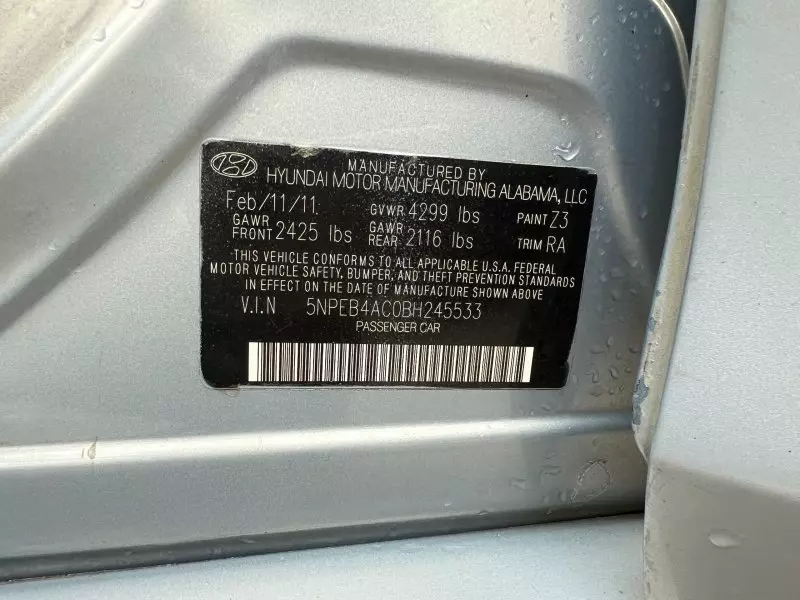 MANUFACTURED BY
HYUNDAI MOTOR MANUFACTURING ALABAMA, LLC
Feb/11/11. GVWR 4299 lbs PAINT Z3
GAWR FRONT 2425 lbs GAWR REAR 2116 lbs TRIM RA
THIS VEHICLE CONFORMS TO ALL APPLICABLE U.S.A. FEDERAL
MOTOR VEHICLE SAFETY, BUMPER, AND THEFT PREVENTION STANDARDS
IN EFFECT ON THE DATE OF MANUFACTURE SHOWN ABOVE
V.I.N 5NPEB4AC0BH245533
PASSENGER CAR